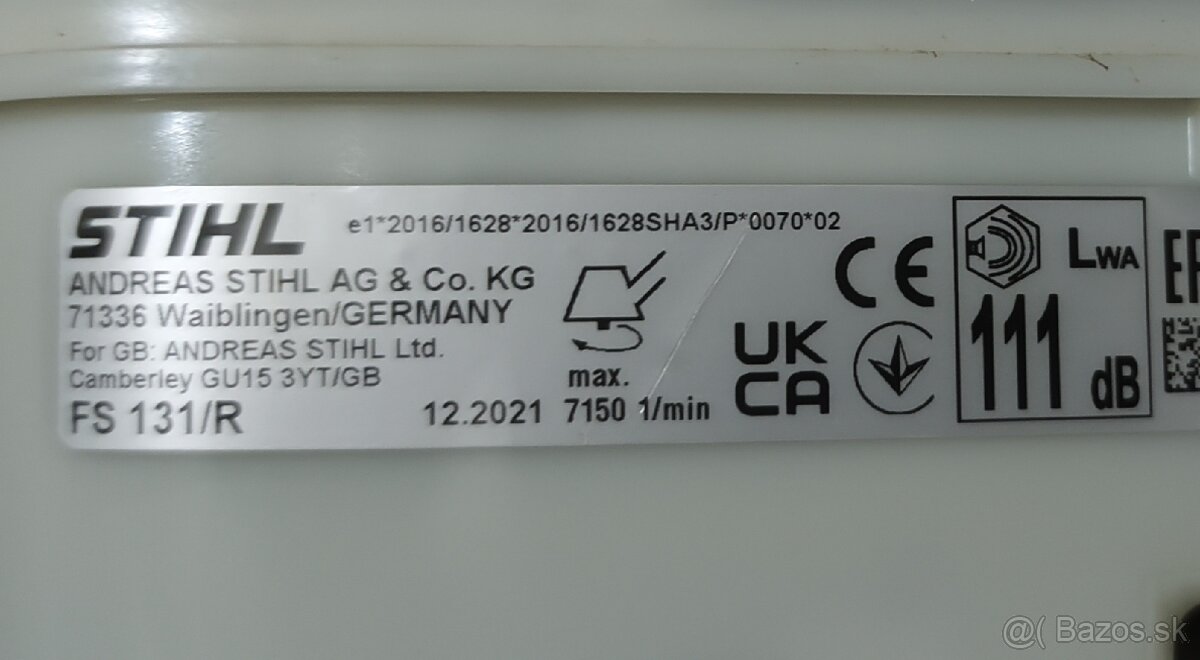 STIHL
e1*2016/1628*2016/1628SHA3/P*0070*02
ANDREAS STIHL AG & Co. KG
71336 Waiblingen/GERMANY
For GB: ANDREAS STIHL Ltd.
Camberley GU15 3YT/GB
FS 131/R
12.2021
max.
7150 1/min
CE
UK
CA
LWA
111
dB
@( Bazos.sk